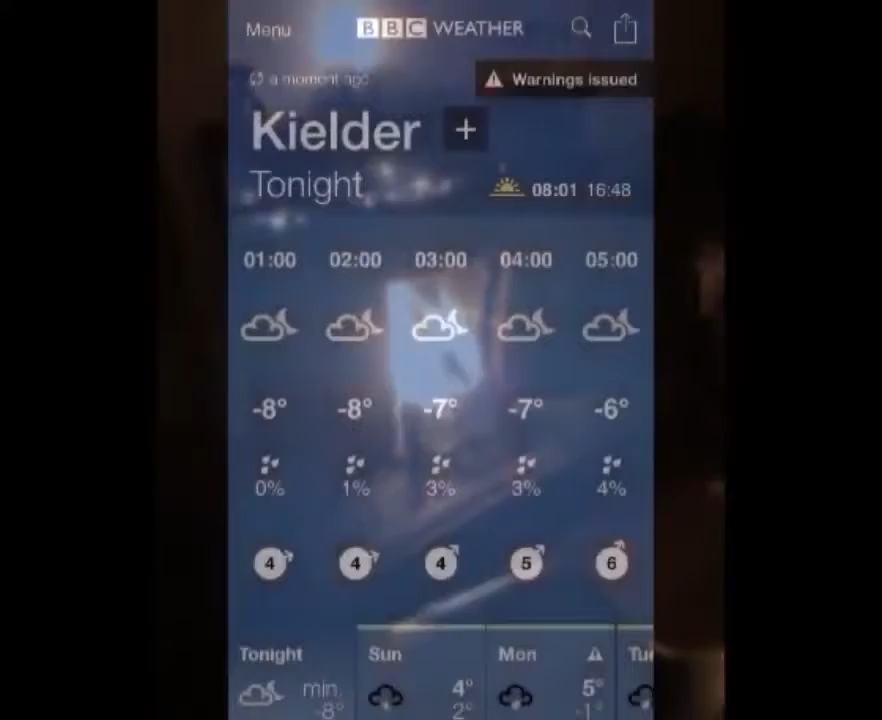 Menu BBC WEATHER
a moment ago Warnings issued
Kielder +
Tonight 08:01 16:48
01:00 02:00 03:00 04:00 05:00
-8° -8° -7° -7° -6°
0% 1% 3% 3% 4%
4 4 4 5 6
Tonight Sun Mon Tue
min. 4° 5°
-8° 2° -1°